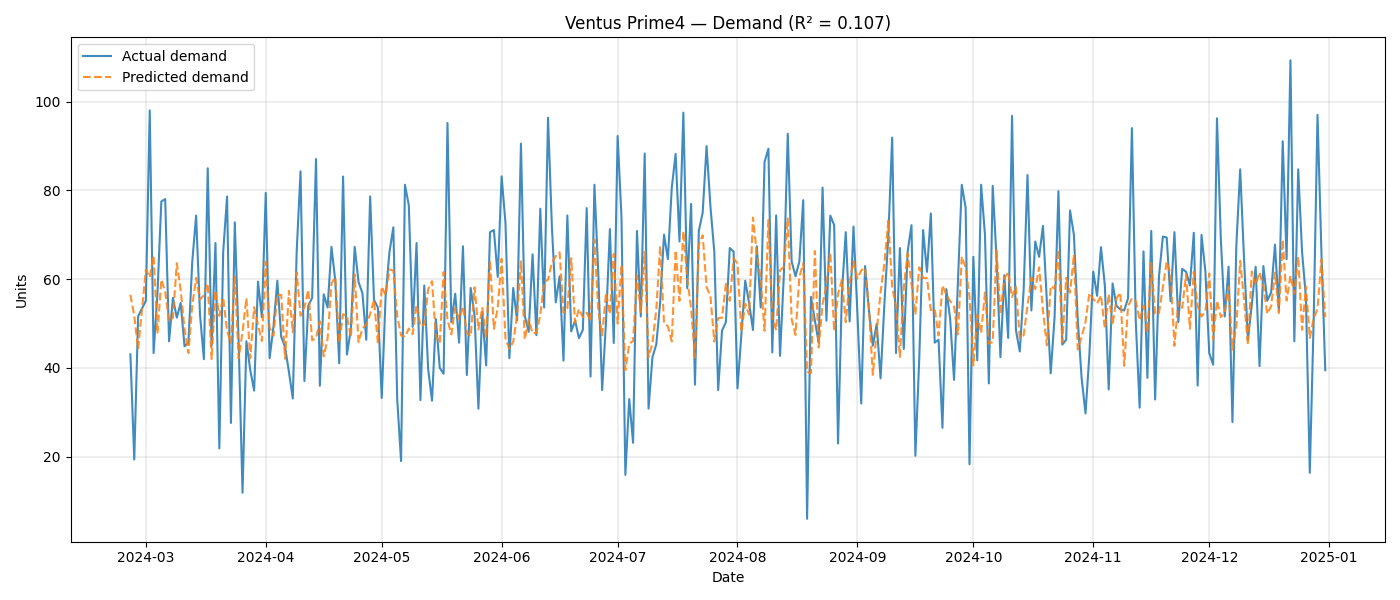 Ventus Prime4 — Demand (R² = 0.107)
Actual demand
Predicted demand
Units
100
80
60
40
20
2024-03 2024-04 2024-05 2024-06 2024-07 2024-08 2024-09 2024-10 2024-11 2024-12 2025-01
Date